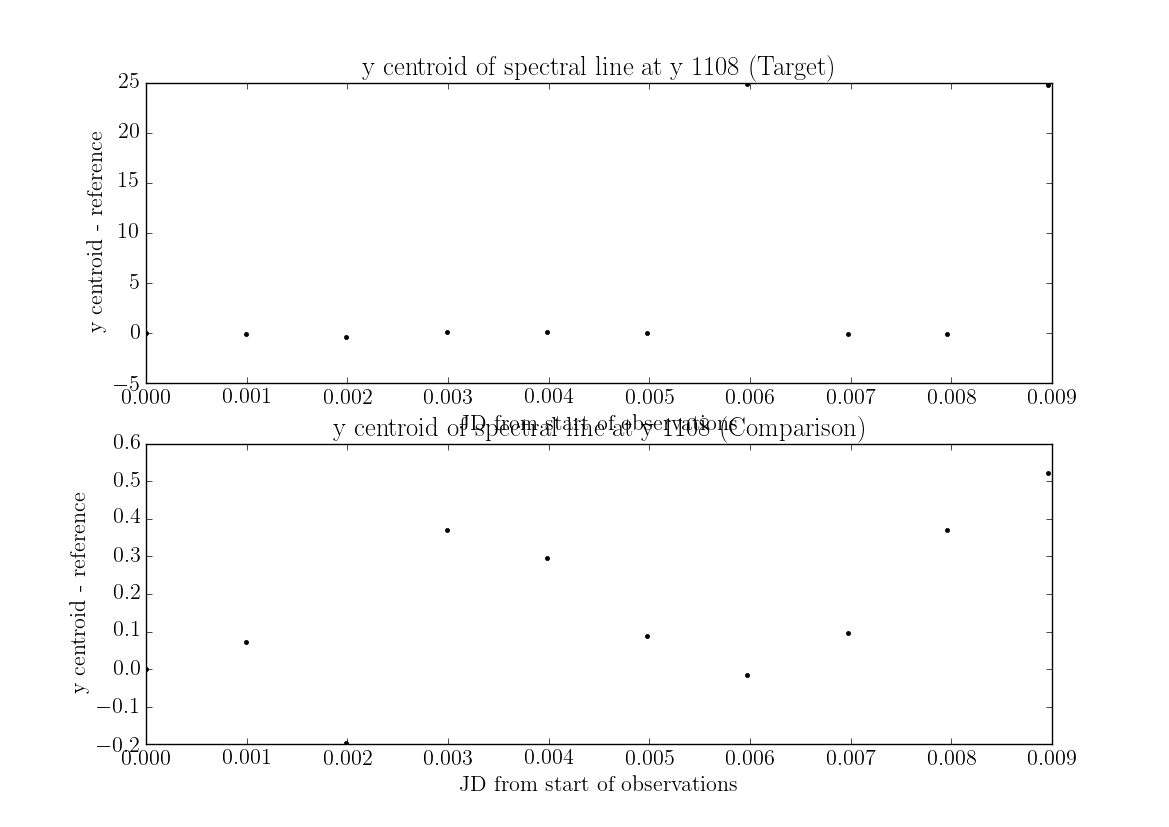 y centroid of spectral line at y 1108 (Target)
25
20
15
10
5
0
−5
y centroid - reference
0.000 0.001 0.002 0.003 0.004 0.005 0.006 0.007 0.008 0.009
JD from start of observations
y centroid of spectral line at y 1108 (Comparison)
0.6
0.5
0.4
0.3
0.2
0.1
0.0
−0.1
−0.2
y centroid - reference
0.000 0.001 0.002 0.003 0.004 0.005 0.006 0.007 0.008 0.009
JD from start of observations